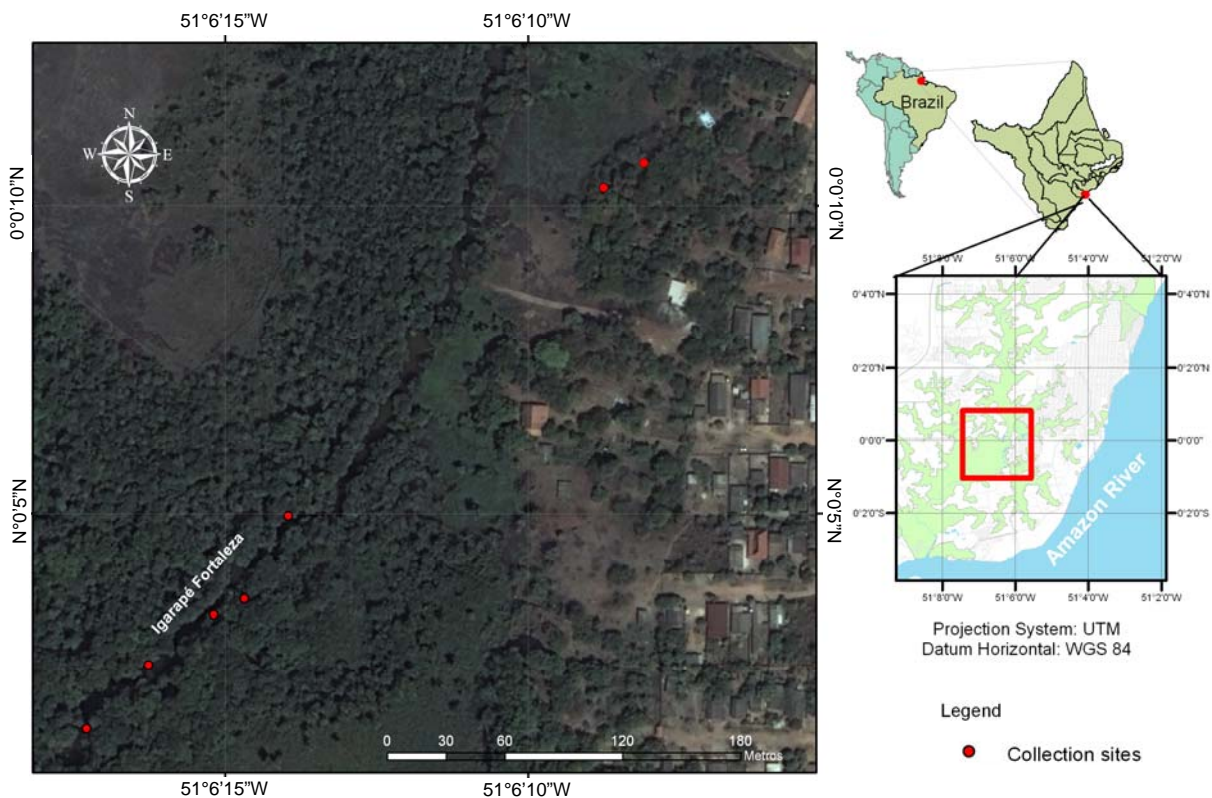 51°6’15”W 51°6’10”W
N
W E
S
0°0’10”N
0°0’10”N
N°0’5”N
N°0’5”N
Igarapé Fortaleza
0 30 60 120 180
Metros
51°6’15”W 51°6’10”W
Brazil
51°8'0"W 51°6'0"W 51°4'0"W 51°2'0"W
0°4'0"N 0°4'0"N
0°2'0"N 0°2'0"N
0°0'0" 0°0'0"
0°2'0"S 0°2'0"S
Amazon River
51°8'0"W 51°6'0"W 51°4'0"W 51°2'0"W
Projection System: UTM
Datum Horizontal: WGS 84
Legend
Collection sites